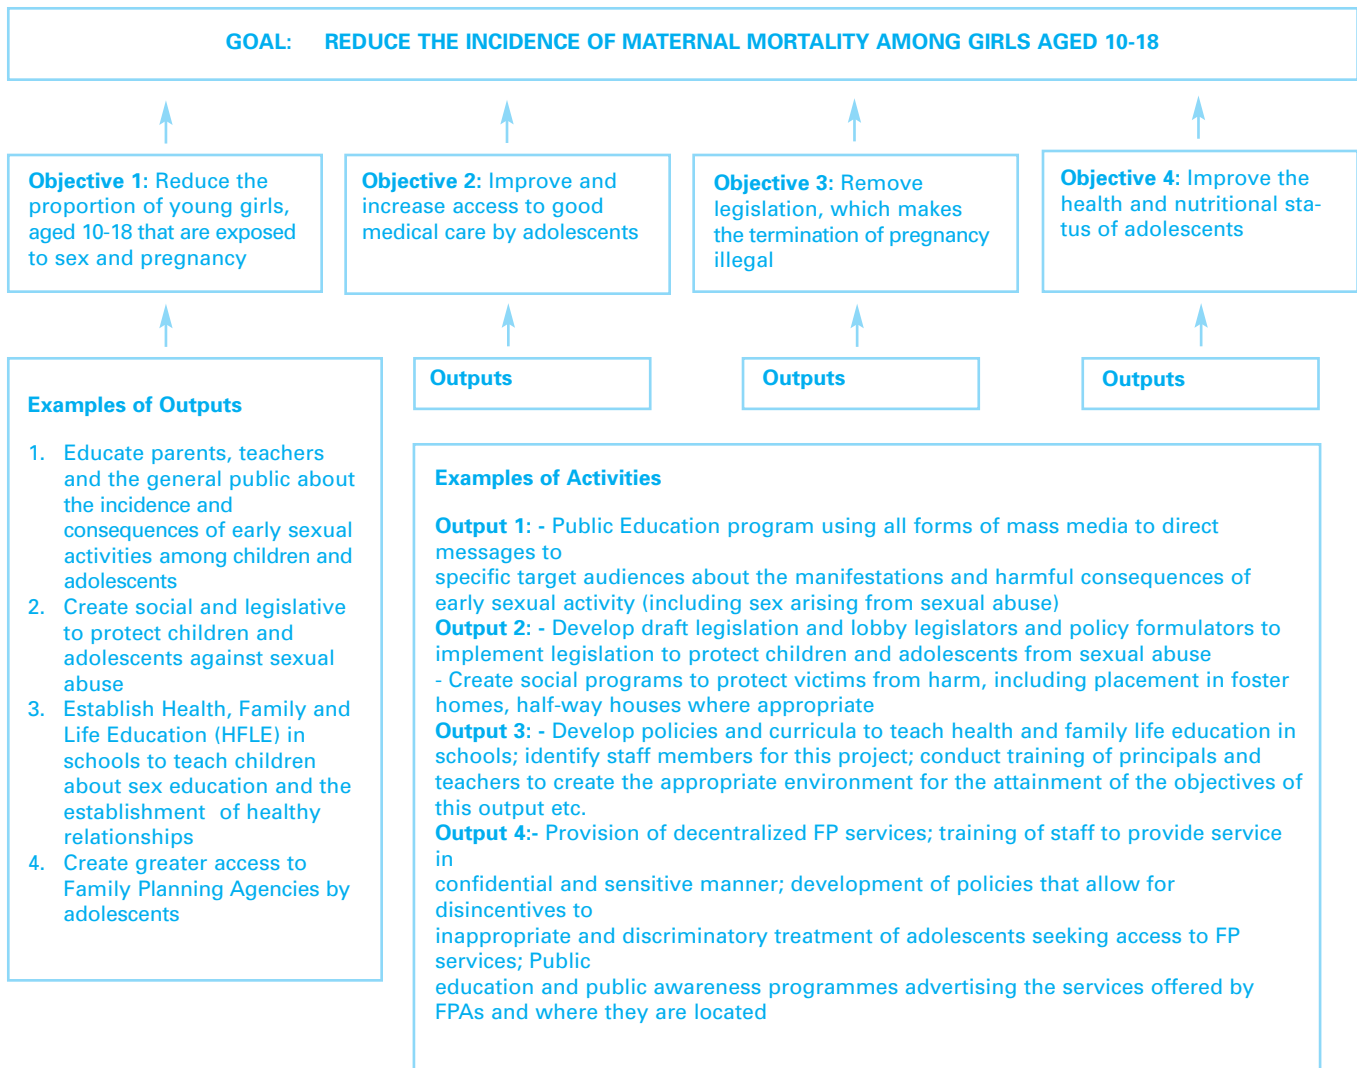 GOAL: REDUCE THE INCIDENCE OF MATERNAL MORTALITY AMONG GIRLS AGED 10-18
Objective 1: Reduce the
proportion of young girls,
aged 10-18 that are exposed
to sex and pregnancy
Objective 2: Improve and
increase access to good
medical care by adolescents
Objective 3: Remove
legislation, which makes
the termination of pregnancy
illegal
Objective 4: Improve the
health and nutritional sta-
tus of adolescents
Examples of Outputs
1. Educate parents, teachers
and the general public about
the incidence and
consequences of early sexual
activities among children and
adolescents
2. Create social and legislative
to protect children and
adolescents against sexual
abuse
3. Establish Health, Family and
Life Education (HFLE) in
schools to teach children
about sex education and the
establishment of healthy
relationships
4. Create greater access to
Family Planning Agencies by
adolescents
Outputs
Outputs
Outputs
Examples of Activities
Output 1: - Public Education program using all forms of mass media to direct
messages to
specific target audiences about the manifestations and harmful consequences of
early sexual activity (including sex arising from sexual abuse)
Output 2: - Develop draft legislation and lobby legislators and policy formulators to
implement legislation to protect children and adolescents from sexual abuse
- Create social programs to protect victims from harm, including placement in foster
homes, half-way houses where appropriate
Output 3: - Develop policies and curricula to teach health and family life education in
schools; identify staff members for this project; conduct training of principals and
teachers to create the appropriate environment for the attainment of the objectives of
this output etc.
Output 4:- Provision of decentralized FP services; training of staff to provide service
in
confidential and sensitive manner; development of policies that allow for
disincentives to
inappropriate and discriminatory treatment of adolescents seeking access to FP
services; Public
education and public awareness programmes advertising the services offered by
FPAs and where they are located